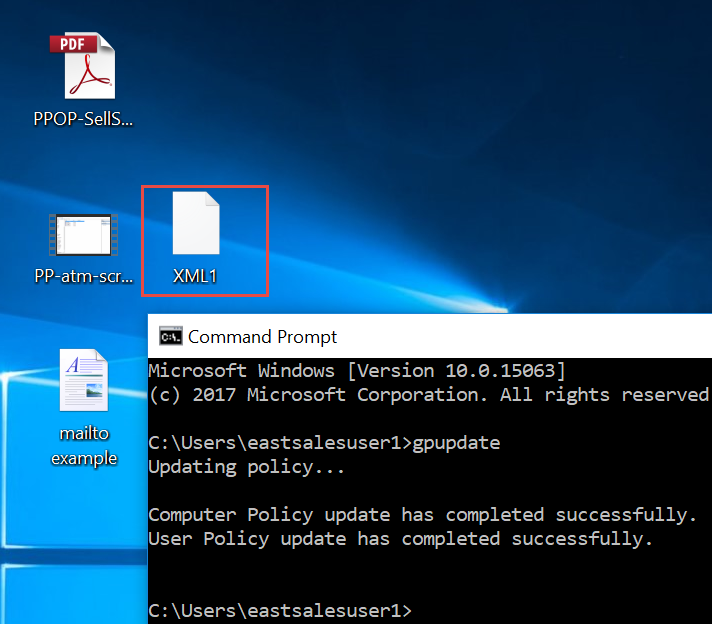 PDF
PPOP-SellS...
PP-atm-scr...
XML1
mailto
example
C:\.
Command Prompt
Microsoft Windows [Version 10.0.15063]
(c) 2017 Microsoft Corporation. All rights reserved
C:\Users\eastsalesuser1>gpupdate
Updating policy...
Computer Policy update has completed successfully.
User Policy update has completed successfully.
C:\Users\eastsalesuser1>